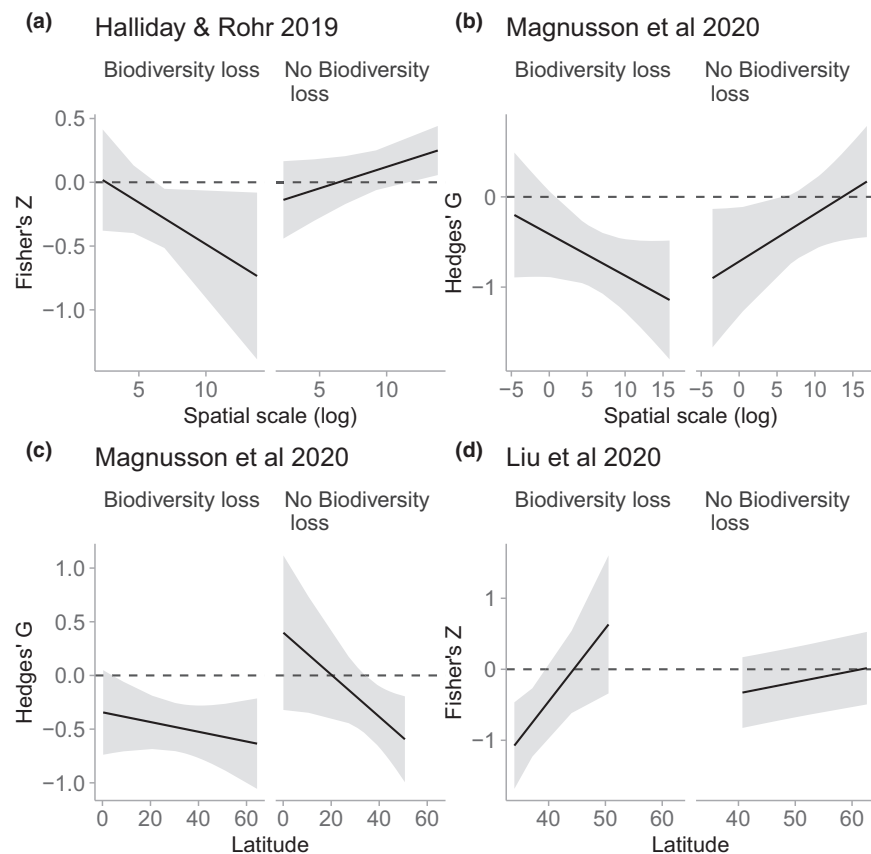 (a) Halliday & Rohr 2019
Biodiversity loss
No Biodiversity
loss
Fisher's Z
0.5
0.0
−0.5
−1.0
5 10
5 10
Spatial scale (log)
(b) Magnusson et al 2020
Biodiversity loss
No Biodiversity
loss
Hedges' G
0
−1
−5 0 5 10 15
−5 0 5 10 15
Spatial scale (log)
(c) Magnusson et al 2020
Biodiversity loss
No Biodiversity
loss
Hedges' G
1.0
0.5
0.0
−0.5
−1.0
0 20 40 60
0 20 40 60
Latitude
(d) Liu et al 2020
Biodiversity loss
No Biodiversity
loss
Fisher's Z
1
0
−1
40 50 60
40 50 60
Latitude